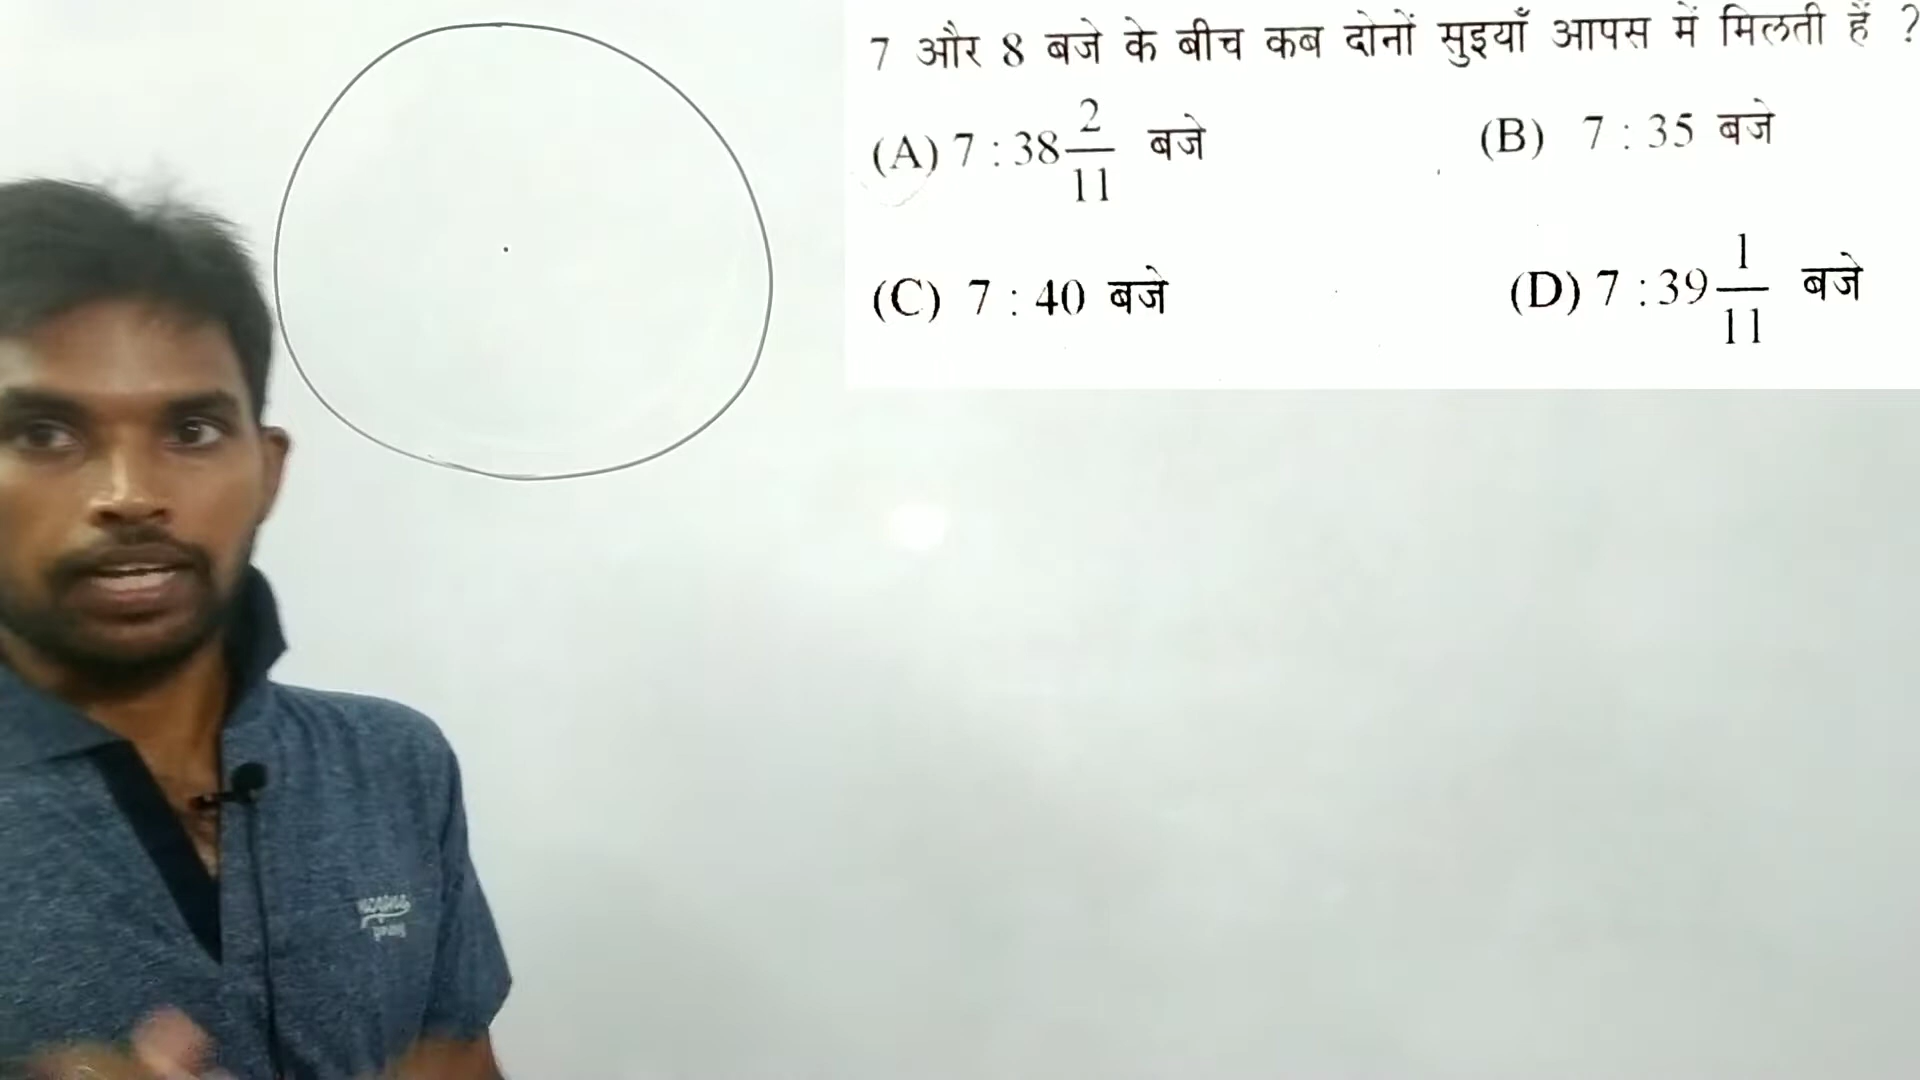 7 और 8 बजे के बीच कब दोनों सुइयाँ आपस में मिलती हैं ?
(A) 7 : 38 2/11 बजे
(B) 7 : 35 बजे
(C) 7 : 40 बजे
(D) 7 : 39 1/11 बजे